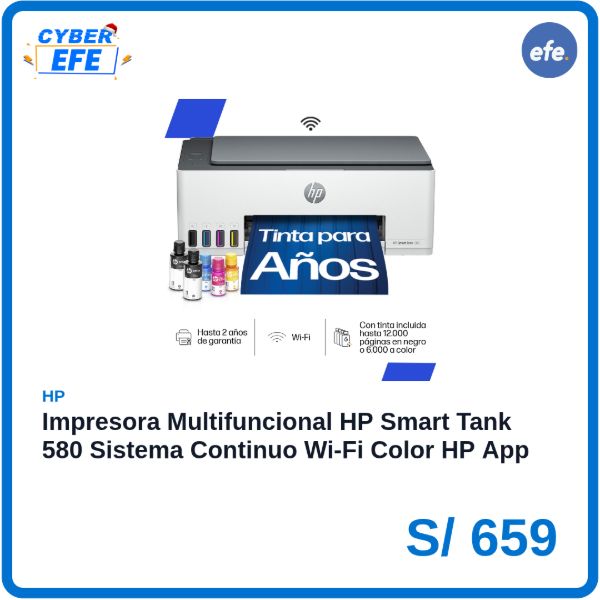 CYBER
EFE
efe.
hp
Tinta para
Años
Hasta 2 años
de garantía
Wi-Fi
Con tinta incluida
hasta 12.000
páginas en negro
o 6.000 a color
HP
Impresora Multifuncional HP Smart Tank
580 Sistema Continuo Wi-Fi Color HP App
S/ 659